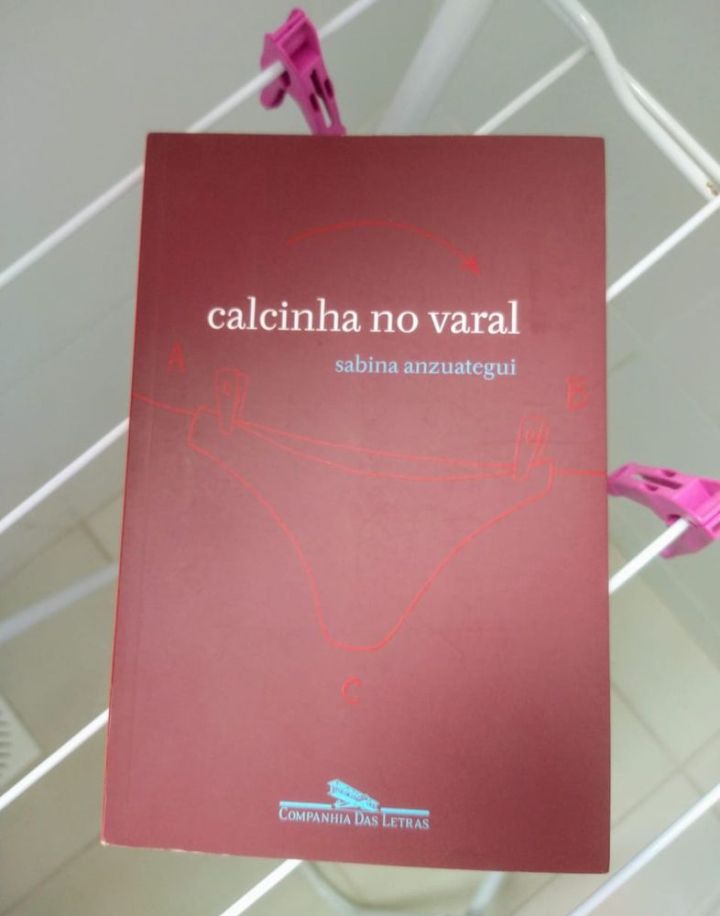 calcinha no varal
sabina anzuategui
A
B
C
COMPANHIA DAS LETRAS